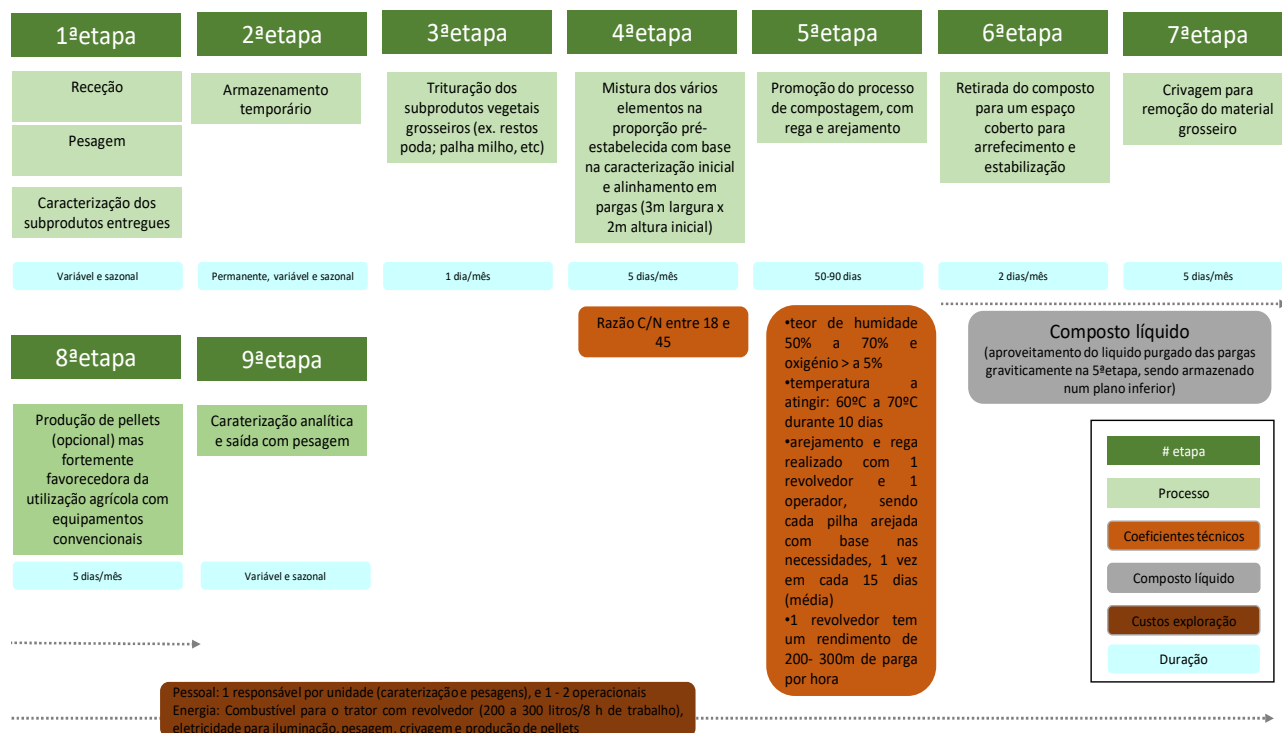 1ªetapa
Receção
Pesagem
Caracterização dos
subprodutos entregues
Variável e sazonal
2ªetapa
Armazenamento
temporário
Permanente, variável e sazonal
3ªetapa
Trituração dos
subprodutos vegetais
grosseiros (ex. restos
poda; palha milho, etc)
1 dia/mês
4ªetapa
Mistura dos vários
elementos na
proporção pré-
estabelecida com base
na caracterização inicial
e alinhamento em
pargas (3m largura x
2m altura inicial)
5 dias/mês
Razão C/N entre 18 e
45
5ªetapa
Promoção do processo
de compostagem, com
rega e arejamento
50-90 dias
•teor de humidade
50% a 70% e
oxigénio > a 5%
•temperatura a
atingir: 60ºC a 70ºC
durante 10 dias
•arejamento e rega
realizado com 1
revolvedor e 1
operador, sendo
cada pilha arejada
com base nas
necessidades, 1 vez
em cada 15 dias
(média)
•1 revolvedor tem
um rendimento de
200- 300m de parga
por hora
6ªetapa
Retirada do composto
para um espaço
coberto para
arrefecimento e
estabilização
2 dias/mês
7ªetapa
Crivagem para
remoção do material
grosseiro
5 dias/mês
Composto líquido
(aproveitamento do liquido purgado das pargas
graviticamente na 5ªetapa, sendo armazenado
num plano inferior)
8ªetapa
Produção de pellets
(opcional) mas
fortemente
favorecedora da
utilização agrícola com
equipamentos
convencionais
5 dias/mês
9ªetapa
Caraterização analítica
e saída com pesagem
Variável e sazonal
# etapa
Processo
Coeficientes técnicos
Composto líquido
Custos exploração
Duração
Pessoal: 1 responsável por unidade (caraterização e pesagens), e 1 - 2 operacionais
Energia: Combustível para o trator com revolvedor (200 a 300 litros/8 h de trabalho),
eletricidade para iluminação, pesagem, crivagem e produção de pellets